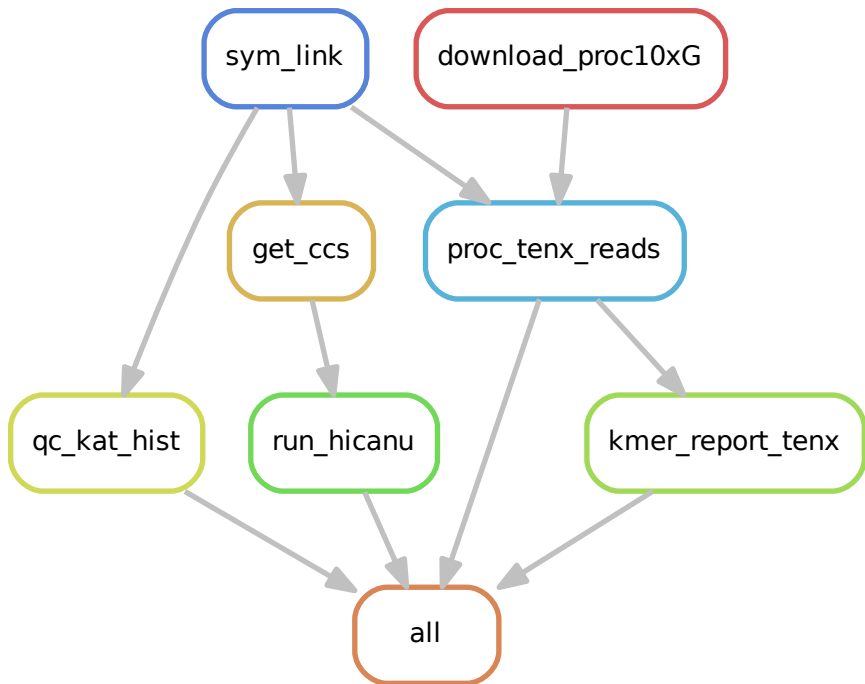 sym_link
download_proc10xG
get_ccs
proc_tenx_reads
qc_kat_hist
run_hicanu
kmer_report_tenx
all